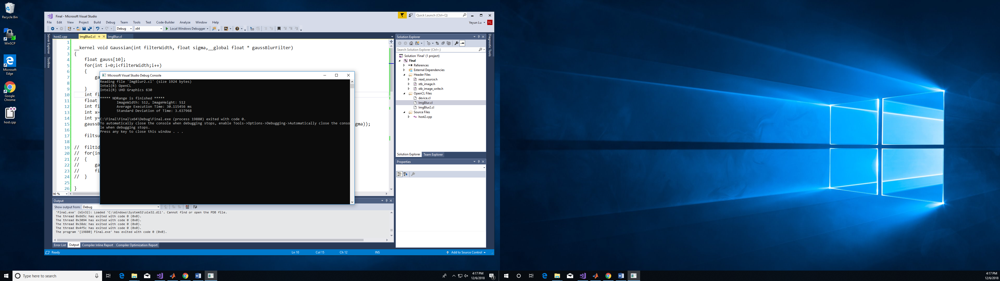 Recycle Bin
WinSCP
Microsoft
Edge
Google
Chrome
host.cpp
Final - Microsoft Visual Studio
Quick Launch (Ctrl+Q)
File Edit View Project Build Debug Team Tools Test Code-Builder Analyze Window Help
Yeyun Lu YL
Debug x64 Local Windows Debugger
Server Explorer
Toolbox
host2.cpp ImgBlur2.cl ImgBlur.cl
1
2 __kernel void Gaussian(int filterWidth, float sigma,__global float * gaussBlurFilter)
3 {
4 float gauss[10];
5 for(int i=0;i<filterWidth;i++)
6 {
7 ga
8
9 }
10 int fi
11 float
12 int fi
13 int x=
14 int y=
15 gaussB gma));
16
17 filtsu
18
19 // filtId
20 // for(in
21 // {
22 // ga
23 // fi
24 // }
25
26 }
90 %
Microsoft Visual Studio Debug Console
Reading file 'ImgBlur2.cl' (size 1924 bytes)
Intel(R) OpenCL
Intel(R) UHD Graphics 630
***** NDRange is finished *****
ImageWidth: 512, ImageHeight: 512
Average Execution Time: 30.115456 ms
Standard Deviation of Time: 3.637968
C:\Final\Final\x64\Debug\Final.exe (process 19880) exited with code 0.
To automatically close the console when debugging stops, enable Tools->Options->Debugging->Automatically close the conso
le when debugging stops.
Press any key to close this window . . .
Output
Show output from: Debug
'Final.exe' (Win32): Loaded 'C:\Windows\System32\ole32.dll'. Cannot find or open the PDB file.
The thread 0x665c has exited with code 0 (0x0).
The thread 0x3094 has exited with code 0 (0x0).
The thread 0x38dc has exited with code 0 (0x0).
The thread 0x4f5c has exited with code 0 (0x0).
The program '[19880] Final.exe' has exited with code 0 (0x0).
Error List Output Compiler Inline Report Compiler Optimization Report
Solution Explorer
Search Solution Explorer (Ctrl+;)
Solution 'Final' (1 project)
Final
References
External Dependencies
Header Files
read_source.h
stb_image.h
stb_image_write.h
OpenCL Files
device.cl
ImgBlur.cl
ImgBlur2.cl
Source Files
host2.cpp
Solution Explorer Team Explorer
Properties
Diagnostic Tools
Ready Ln 10 Col 15 Ch 12 INS Add to Source Control
Type here to search
4:17 PM
12/6/2018
1
4:17 PM
12/6/2018